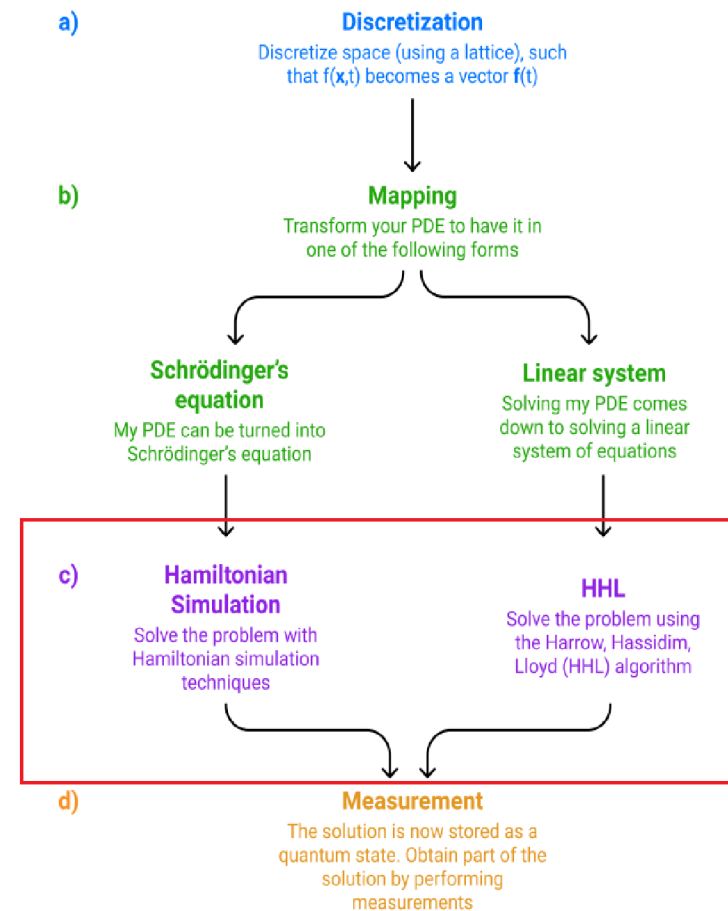 a)
Discretization
Discretize space (using a lattice), such
that f(x,t) becomes a vector f(t)
b)
Mapping
Transform your PDE to have it in
one of the following forms
Schrödinger’s
equation
My PDE can be turned into
Schrödinger’s equation
Linear system
Solving my PDE comes
down to solving a linear
system of equations
c)
Hamiltonian
Simulation
Solve the problem with
Hamiltonian simulation
techniques
HHL
Solve the problem using
the Harrow, Hassidim,
Lloyd (HHL) algorithm
d)
Measurement
The solution is now stored as a
quantum state. Obtain part of the
solution by performing
measurements